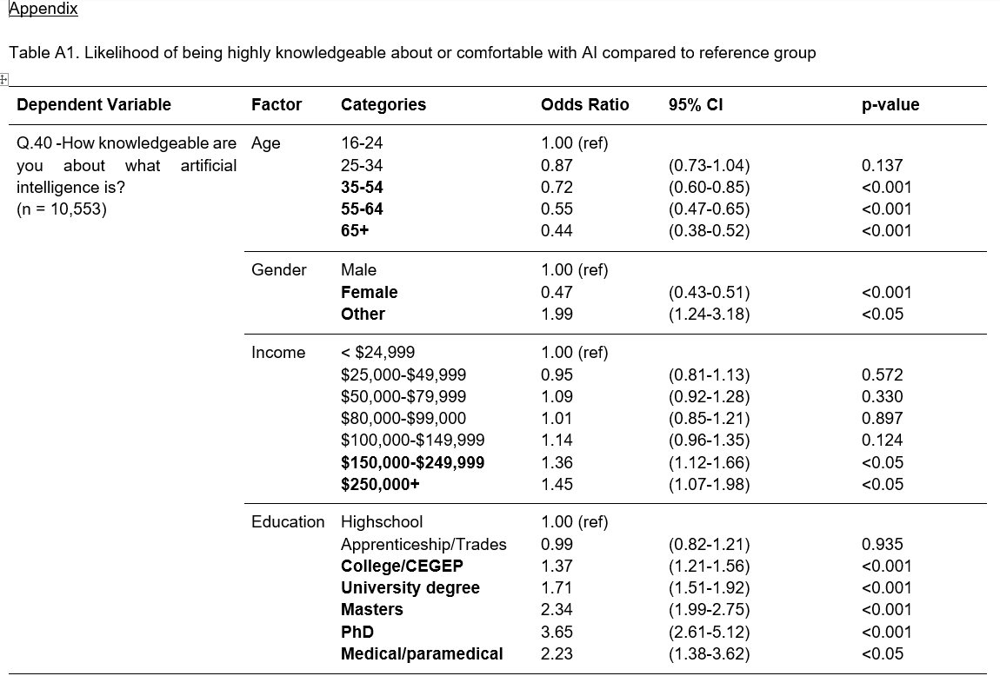 Appendix
Table A1. Likelihood of being highly knowledgeable about or comfortable with AI compared to reference group
Dependent Variable Factor Categories Odds Ratio 95% CI p-value
Q.40 -How knowledgeable are Age 16-24 1.00 (ref)
you about what artificial 25-34 0.87 (0.73-1.04) 0.137
intelligence is? 35-54 0.72 (0.60-0.85) <0.001
(n = 10,553) 55-64 0.55 (0.47-0.65) <0.001
65+ 0.44 (0.38-0.52) <0.001
Gender Male 1.00 (ref)
Female 0.47 (0.43-0.51) <0.001
Other 1.99 (1.24-3.18) <0.05
Income < $24,999 1.00 (ref)
$25,000-$49,999 0.95 (0.81-1.13) 0.572
$50,000-$79,999 1.09 (0.92-1.28) 0.330
$80,000-$99,000 1.01 (0.85-1.21) 0.897
$100,000-$149,999 1.14 (0.96-1.35) 0.124
$150,000-$249,999 1.36 (1.12-1.66) <0.05
$250,000+ 1.45 (1.07-1.98) <0.05
Education Highschool 1.00 (ref)
Apprenticeship/Trades 0.99 (0.82-1.21) 0.935
College/CEGEP 1.37 (1.21-1.56) <0.001
University degree 1.71 (1.51-1.92) <0.001
Masters 2.34 (1.99-2.75) <0.001
PhD 3.65 (2.61-5.12) <0.001
Medical/paramedical 2.23 (1.38-3.62) <0.05